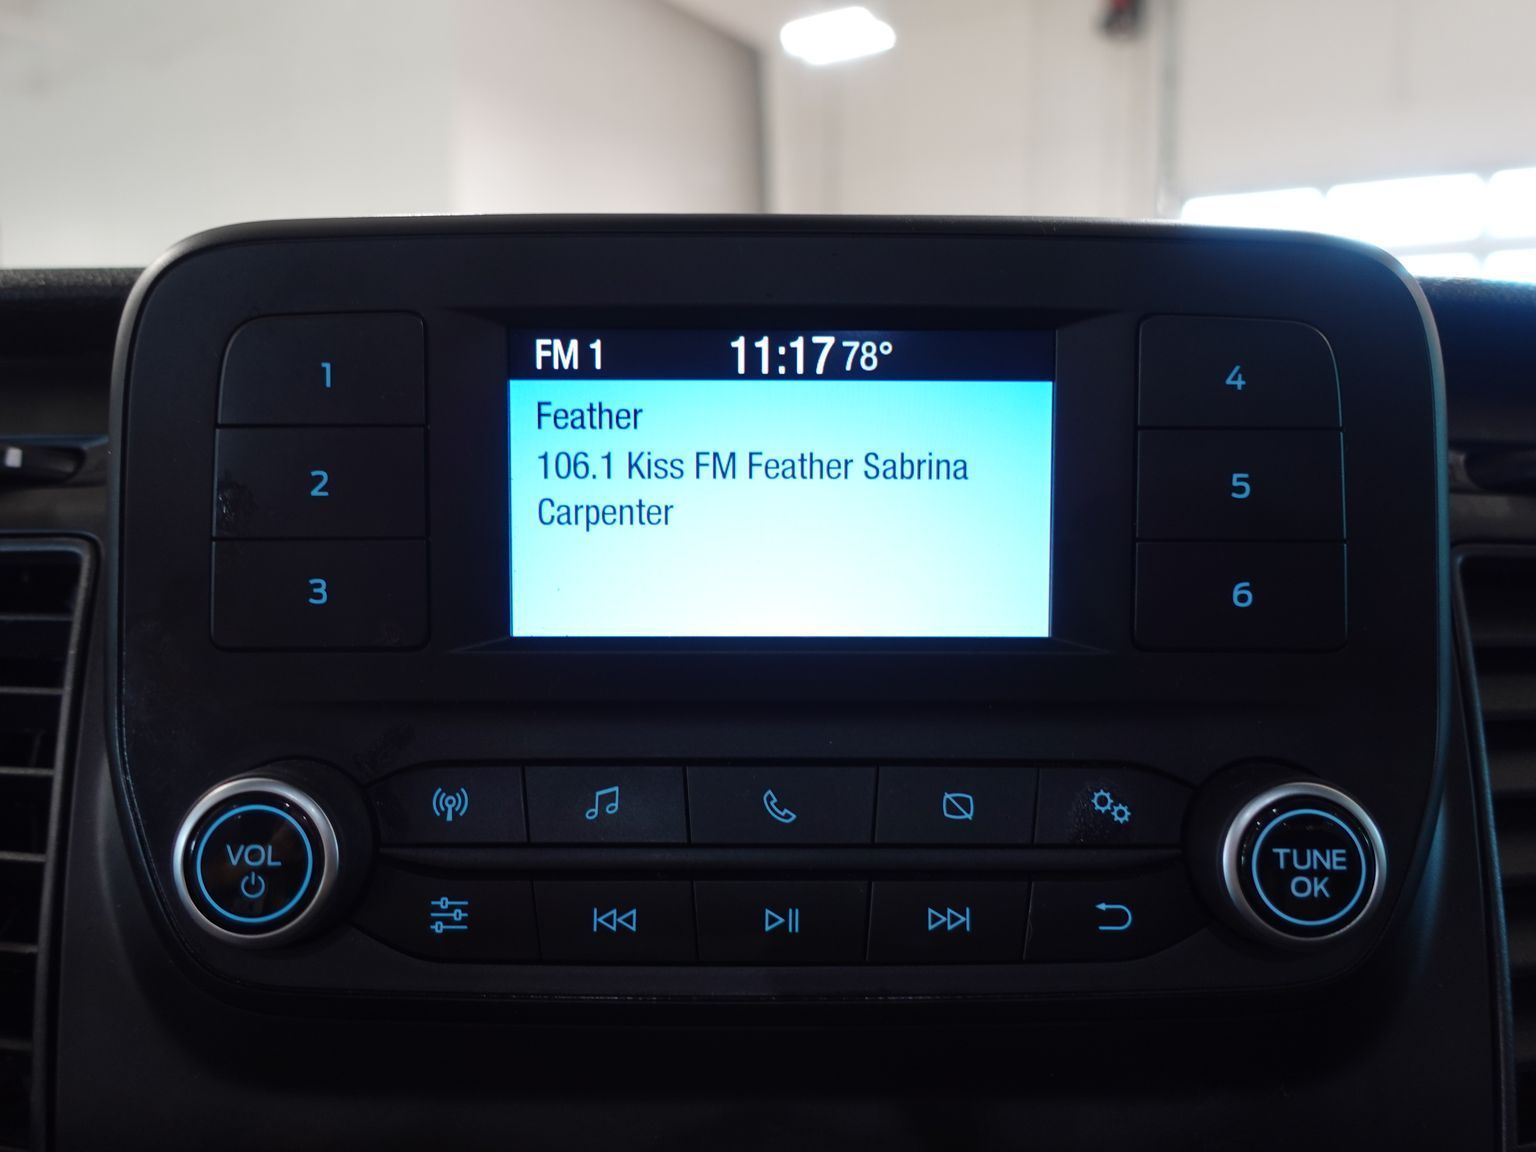 FM 1 11:17 78°
Feather
106.1 Kiss FM Feather Sabrina
Carpenter
1
2
3
4
5
6
VOL
TUNE
OK